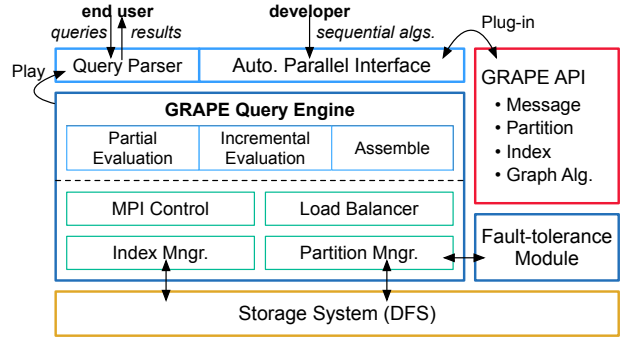 end user
developer
queries
results
sequential algs.
Plug-in
Play
Query Parser
Auto. Parallel Interface
GRAPE API
• Message
• Partition
• Index
• Graph Alg.
GRAPE Query Engine
Partial
Evaluation
Incremental
Evaluation
Assemble
MPI Control
Load Balancer
Index Mngr.
Partition Mngr.
Fault-tolerance
Module
Storage System (DFS)